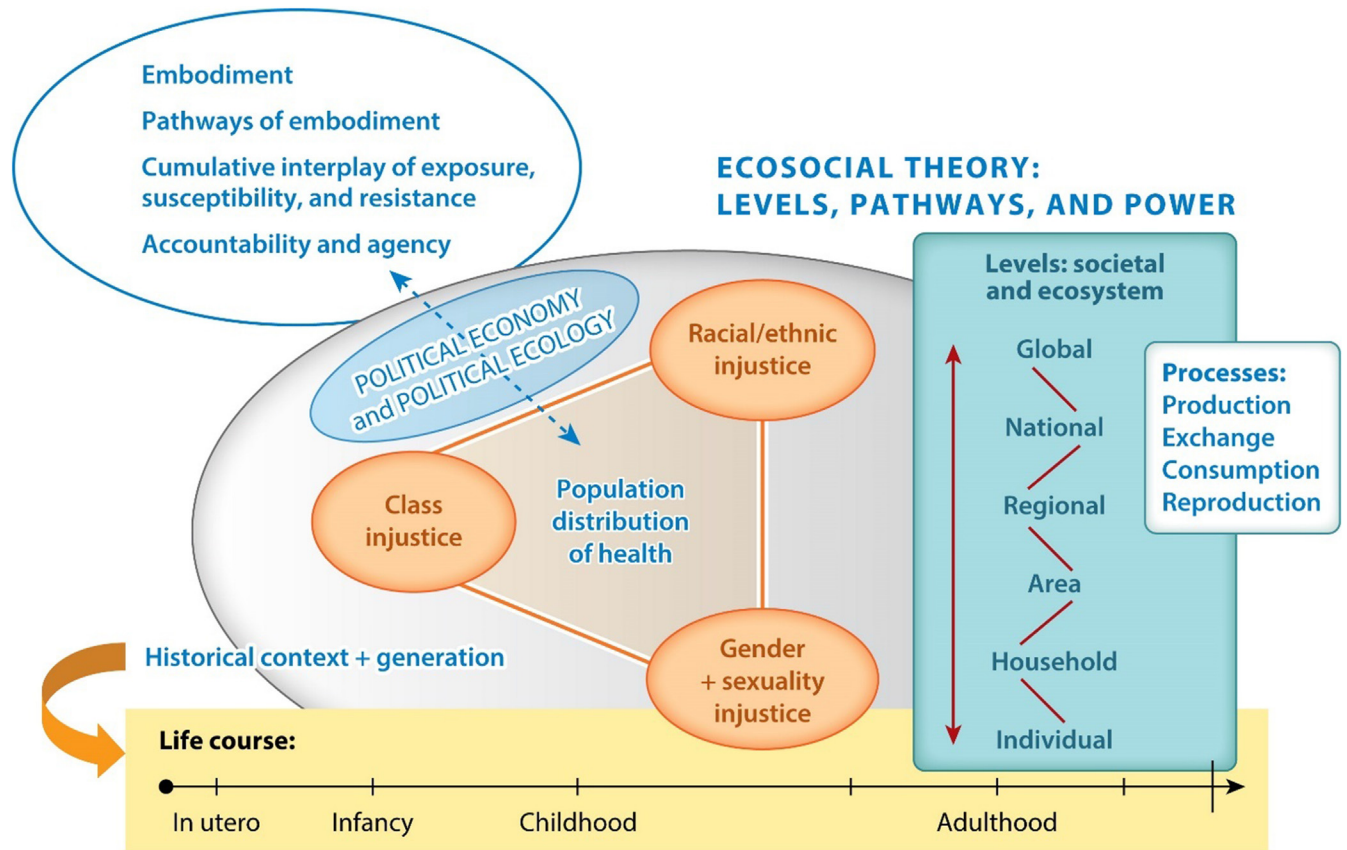 Embodiment
Pathways of embodiment
Cumulative interplay of exposure,
susceptibility, and resistance
Accountability and agency
ECOSOCIAL THEORY:
LEVELS, PATHWAYS, AND POWER
POLITICAL ECONOMY
and POLITICAL ECOLOGY
Racial/ethnic
injustice
Class
injustice
Population
distribution
of health
Gender
+ sexuality
injustice
Levels: societal
and ecosystem
Global
National
Regional
Area
Household
Individual
Processes:
Production
Exchange
Consumption
Reproduction
Historical context + generation
Life course:
In utero
Infancy
Childhood
Adulthood